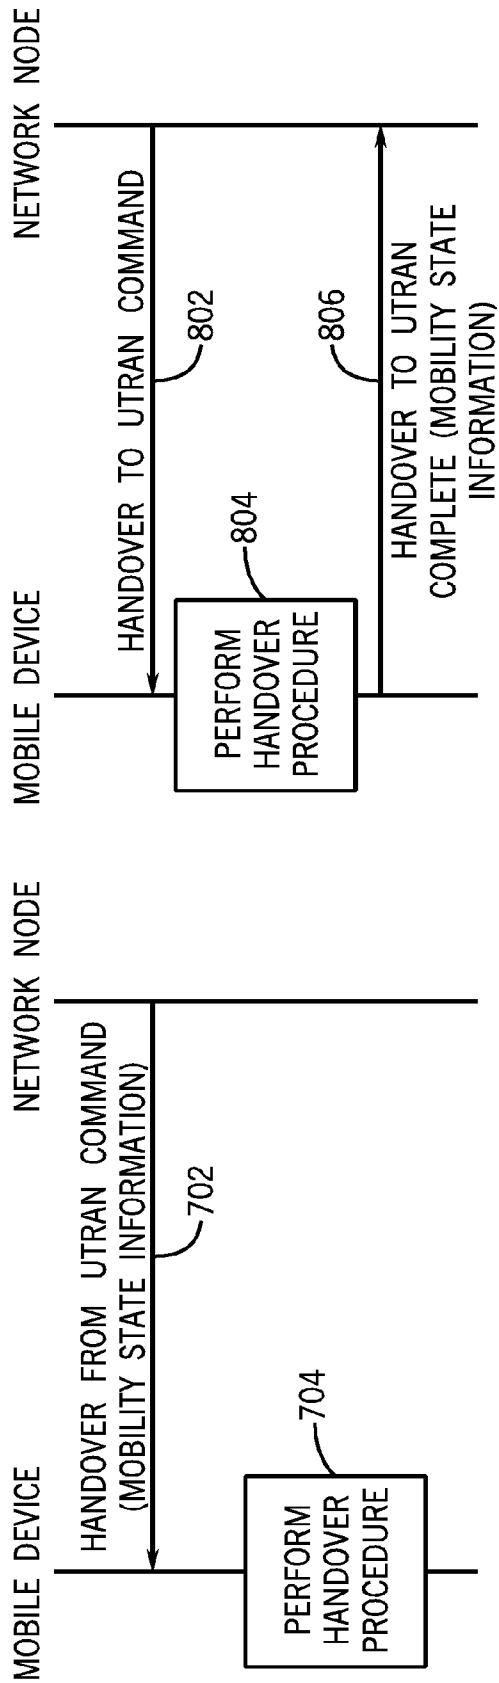 MOBILE DEVICE
NETWORK NODE
HANDOVER FROM UTRAN COMMAND
(MOBILITY STATE INFORMATION)
702
704
PERFORM
HANDOVER
PROCEDURE
MOBILE DEVICE
NETWORK NODE
HANDOVER TO UTRAN COMMAND
802
804
PERFORM
HANDOVER
PROCEDURE
806
HANDOVER TO UTRAN
COMPLETE (MOBILITY STATE
INFORMATION)